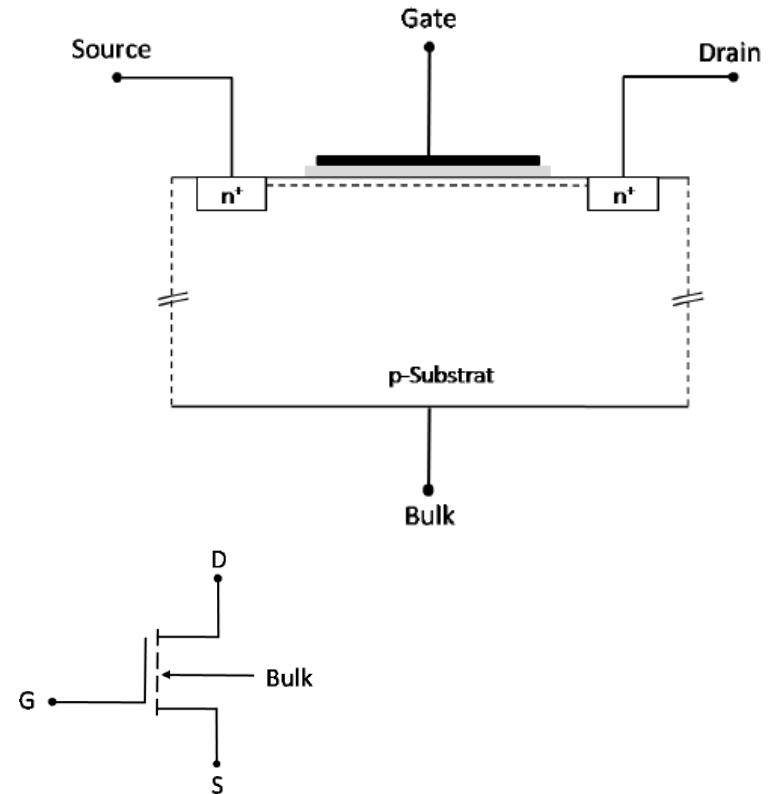 Gate
Source
Drain
n+
n+
p-Substrat
Bulk
D
Bulk
G
S